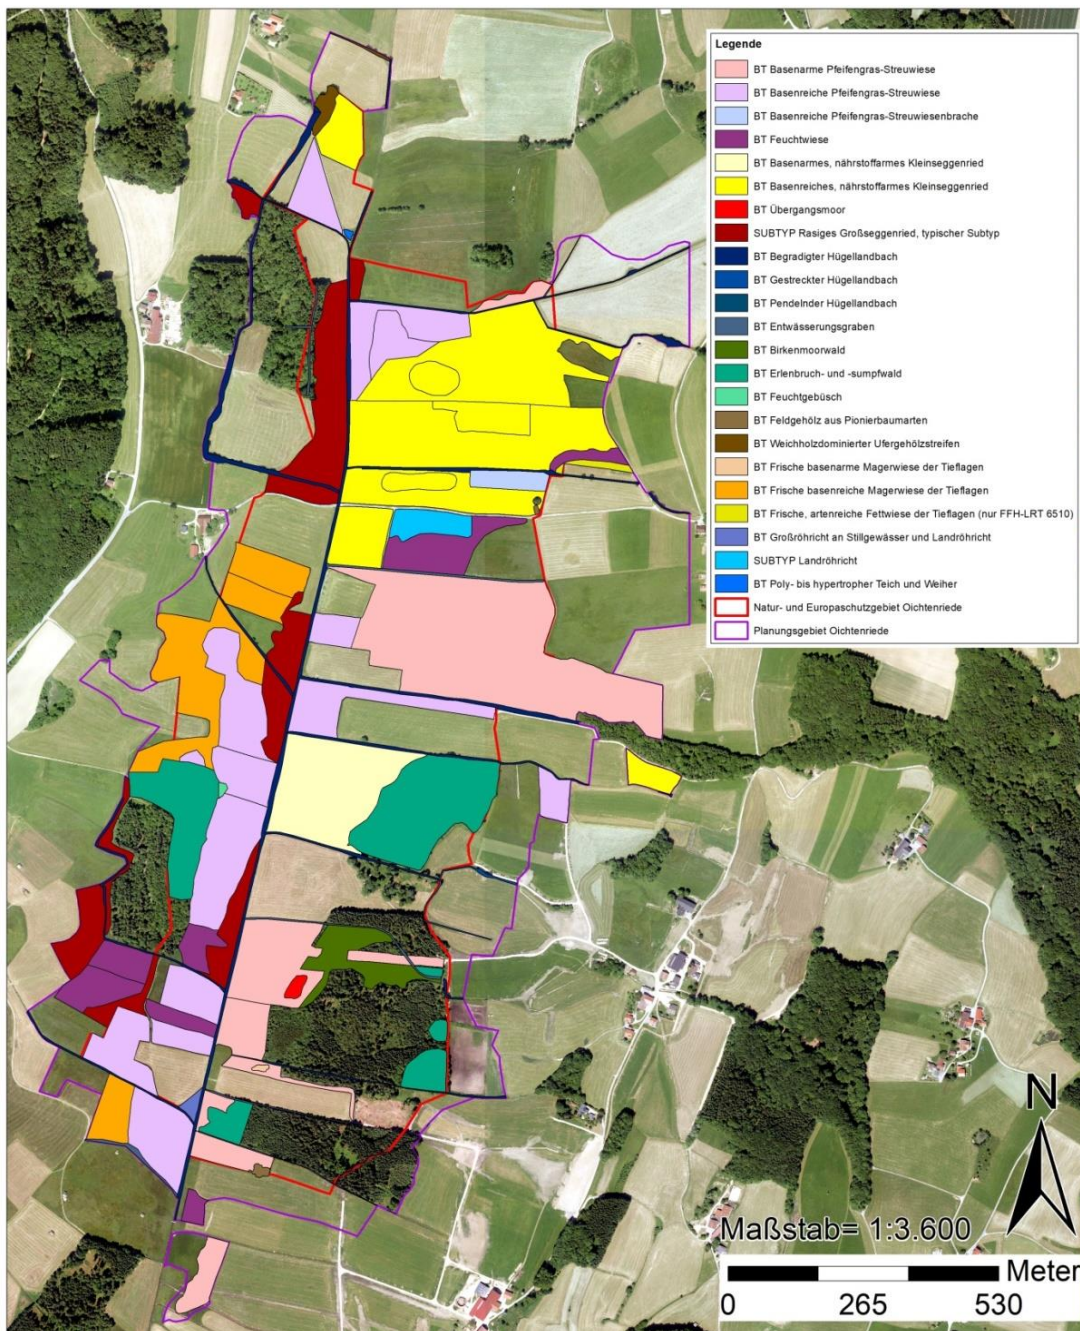 Legende
BT Basenarme Pfeifengras-Streuwiese
BT Basenreiche Pfeifengras-Streuwiese
BT Basenreiche Pfeifengras-Streuwiesenbrache
BT Feuchtwiese
BT Basenarmes, nährstoffarmes Kleinseggenried
BT Basenreiches, nährstoffarmes Kleinseggenried
BT Übergangsmoor
SUBTYP Rasiges Großseggenried, typischer Subtyp
BT Begradigter Hügellandbach
BT Gestreckter Hügellandbach
BT Pendelnder Hügellandbach
BT Entwässerungsgraben
BT Birkenmoorwald
BT Erlenbruch- und -sumpfwald
BT Feuchtgebüsch
BT Feldgehölz aus Pionierbaumarten
BT Weichholzdominierter Ufergehölzstreifen
BT Frische basenarme Magerwiese der Tieflagen
BT Frische basenreiche Magerwiese der Tieflagen
BT Frische, artenreiche Fettwiese der Tieflagen (nur FFH-LRT 6510)
BT Großröhricht an Stillgewässer und Landröhricht
SUBTYP Landröhricht
BT Poly- bis hypertropher Teich und Weiher
Natur- und Europaschutzgebiet Oichtenriede
Planungsgebiet Oichtenriede
N
Maßstab= 1:3.600
Meter
0 265 530